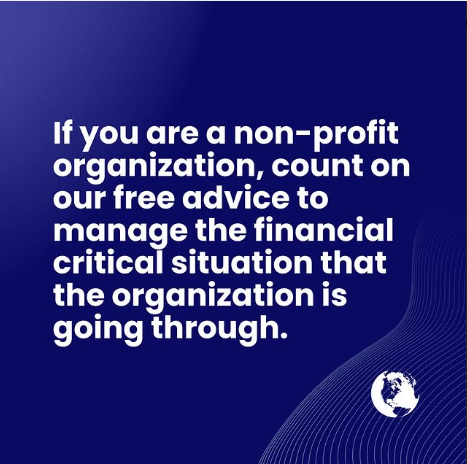 If you are a non-profit
organization, count on
our free advice to
manage the financial
critical situation that
the organization is
going through.